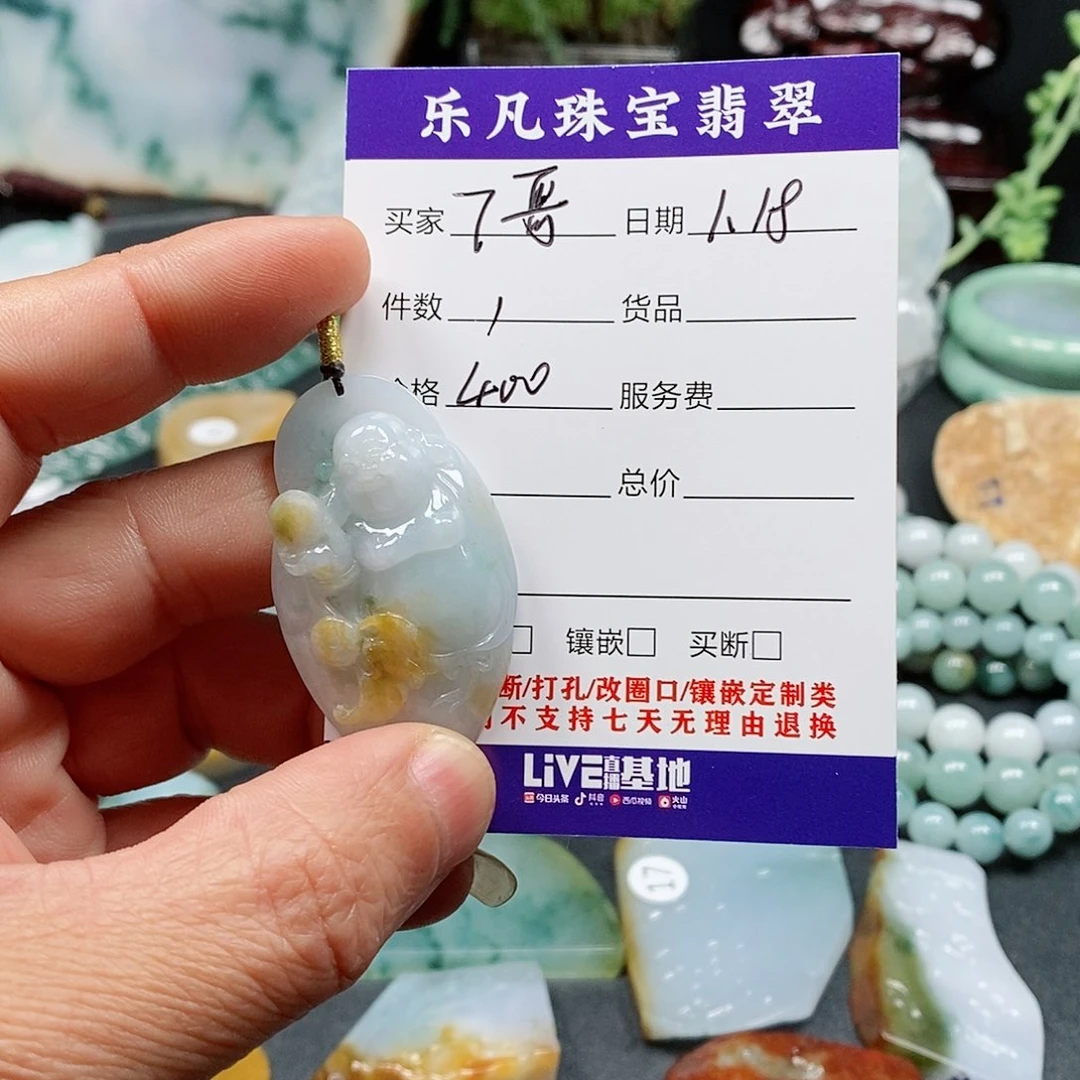 乐凡珠宝翡翠
买家 7哥 日期 1.18
件数 1 货品
格 400 服务费
总价
□ 镶嵌□ 买断□
断/打孔/改圈口/镶嵌定制类
不支持七天无理由退换
LiVE直播基地
今日头条 抖音 西瓜视频 火山
17